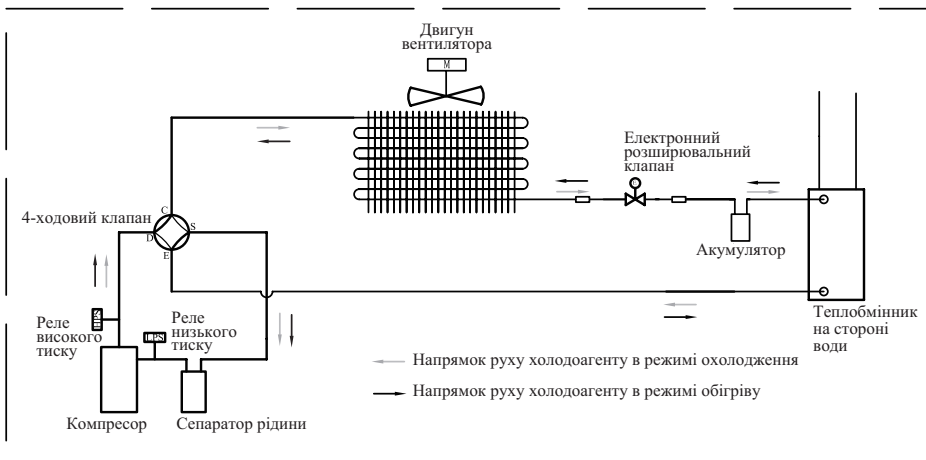 Двигун
вентилятора
M
Електронний
розширювальний
клапан
C
4-ходовий клапан
D
S
E
Акумулятор
Реле
високого
тиску
Реле
низького
тиску
LPS
Теплобмінник
на стороні
води
Напрямок руху холодоагенту в режимі охолодження
Напрямок руху холодоагенту в режимі обігріву
Компресор
Сепаратор рідини